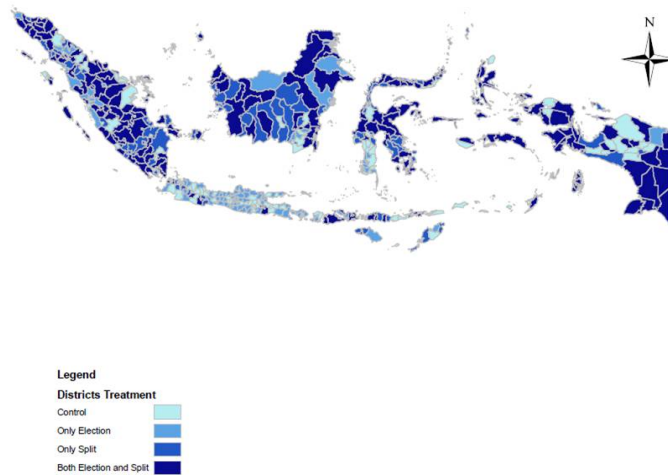 N
Legend
Districts Treatment
Control
Only Election
Only Split
Both Election and Split